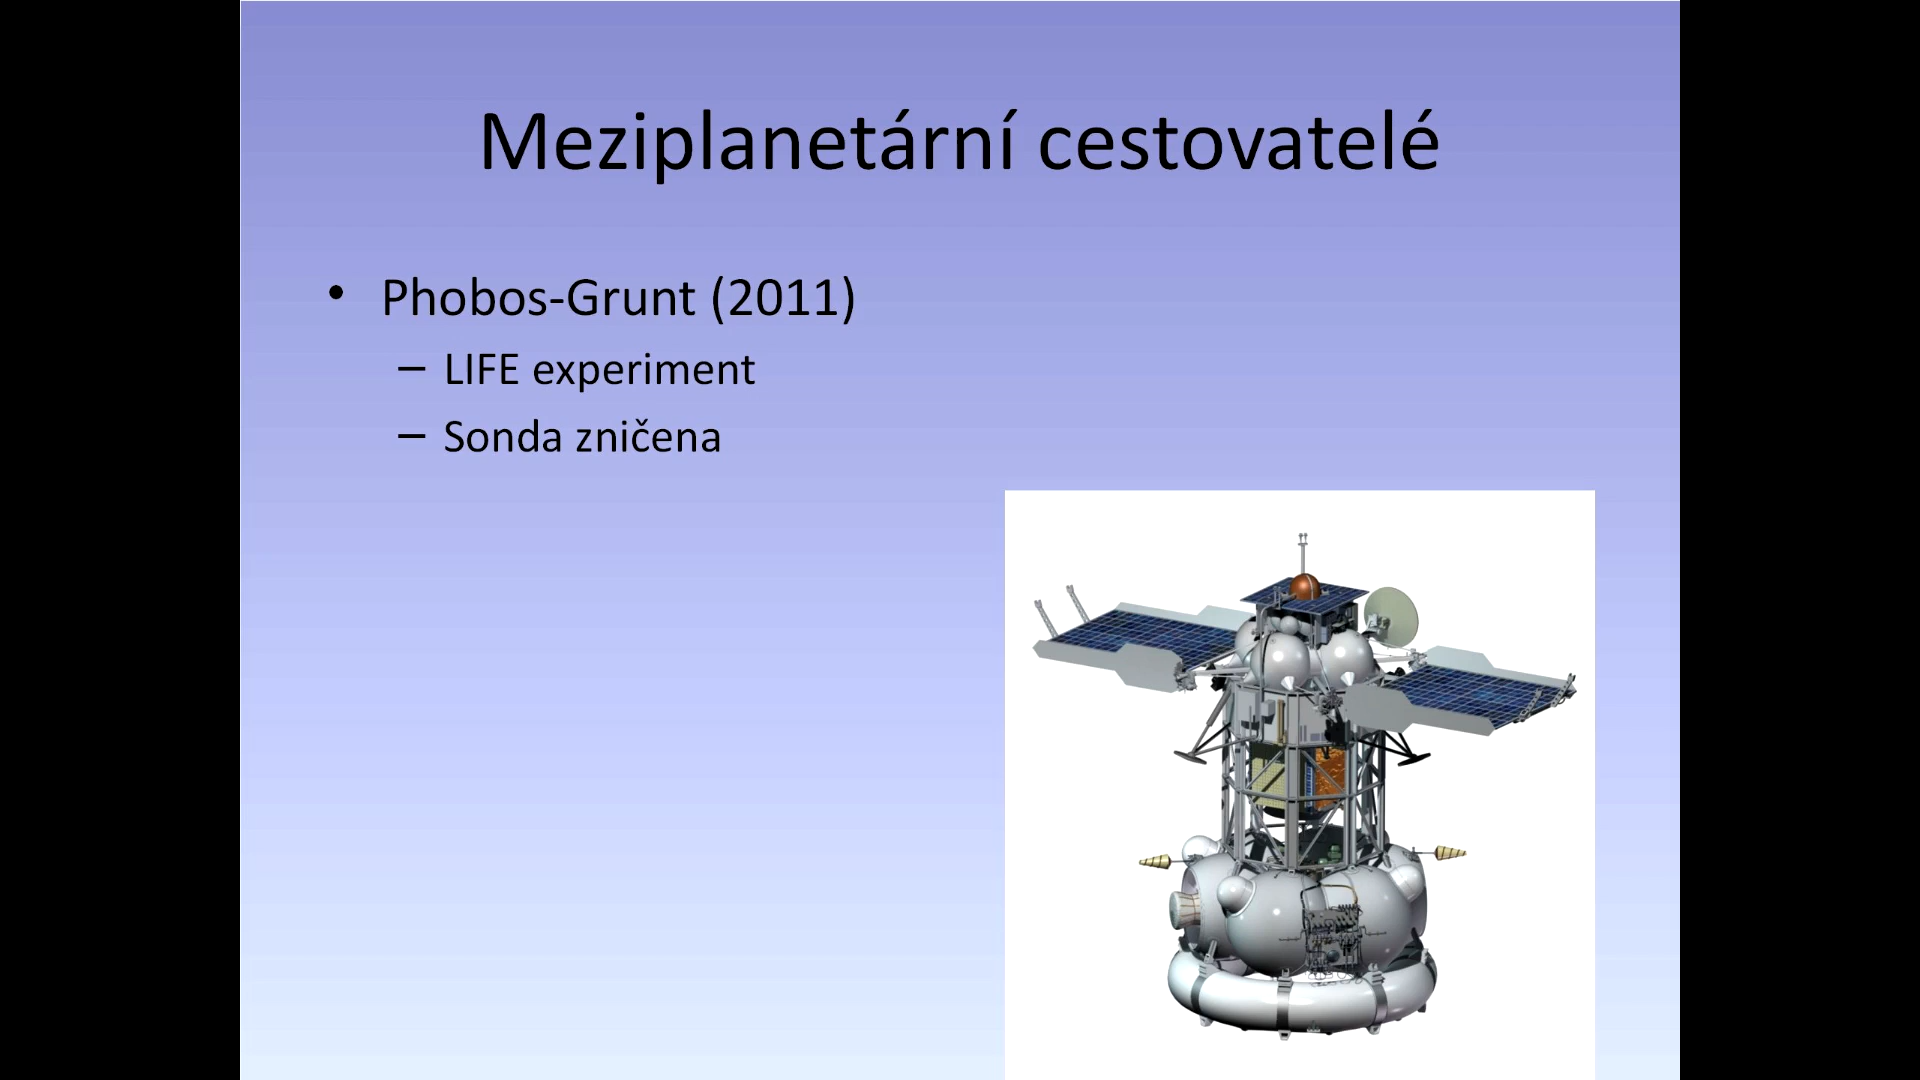 Meziplanetární cestovatelé
• Phobos-Grunt (2011)
– LIFE experiment
– Sonda zničena